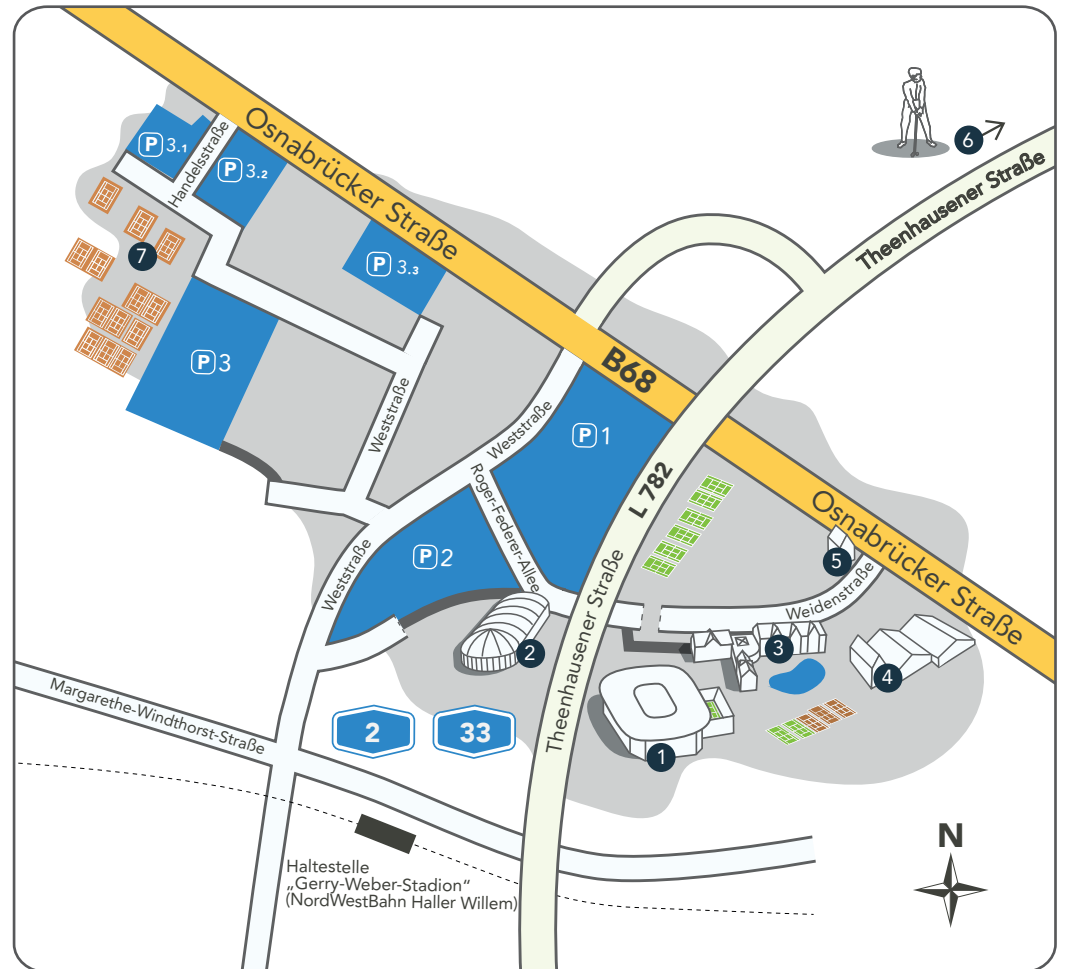 6
Theenhausener Straße
Osnabrücker Straße
P 3.1
Handelsstraße
P 3.2
7
P 3.3
P 3
B68
Weststraße
Weststraße
P 1
Roger-Federer-Allee
L 782
P 2
Weststraße
Osnabrücker Straße
5
Weidenstraße
Theenhausener Straße
2
3
4
1
Margarethe-Windthorst-Straße
2
33
Haltestelle
„Gerry-Weber-Stadion“
(NordWestBahn Haller Willem)
N